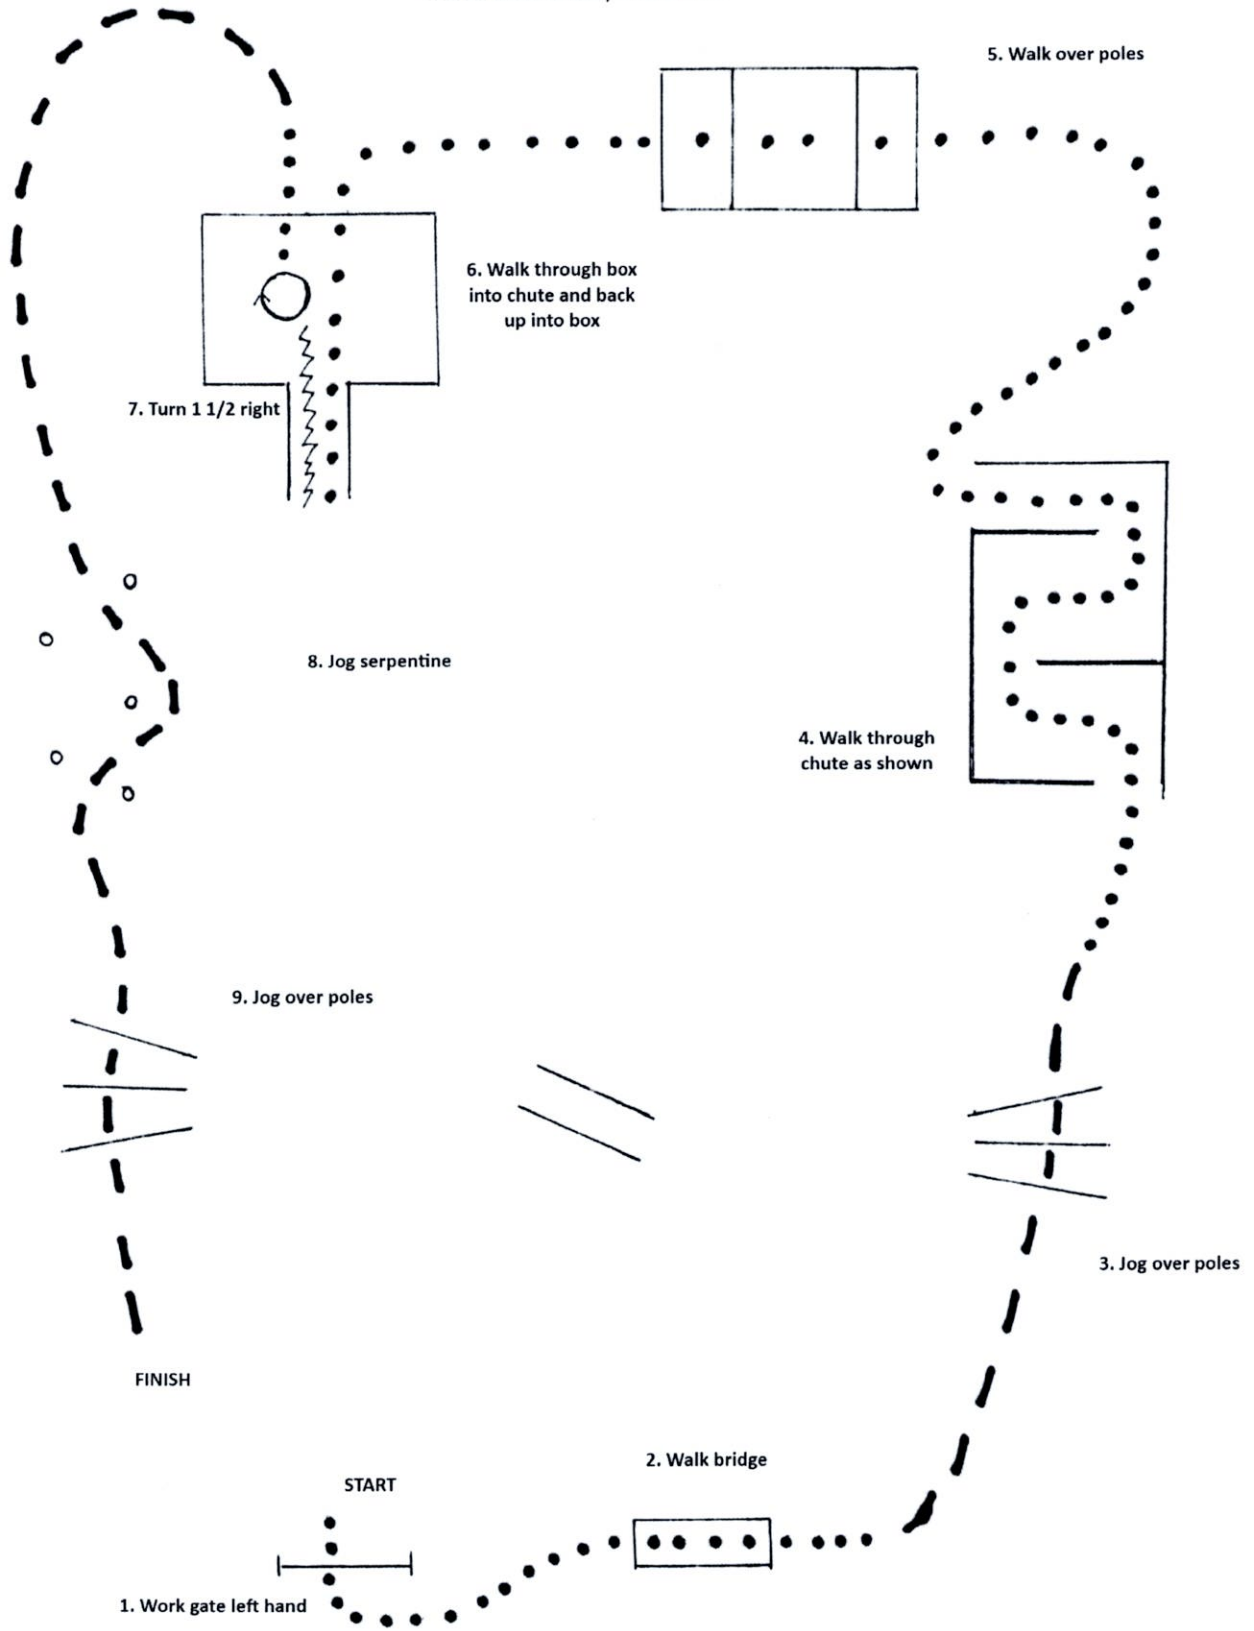 5. Walk over poles
6. Walk through box
into chute and back
up into box
7. Turn 1 1/2 right
8. Jog serpentine
4. Walk through
chute as shown
9. Jog over poles
3. Jog over poles
FINISH
2. Walk bridge
START
1. Work gate left hand